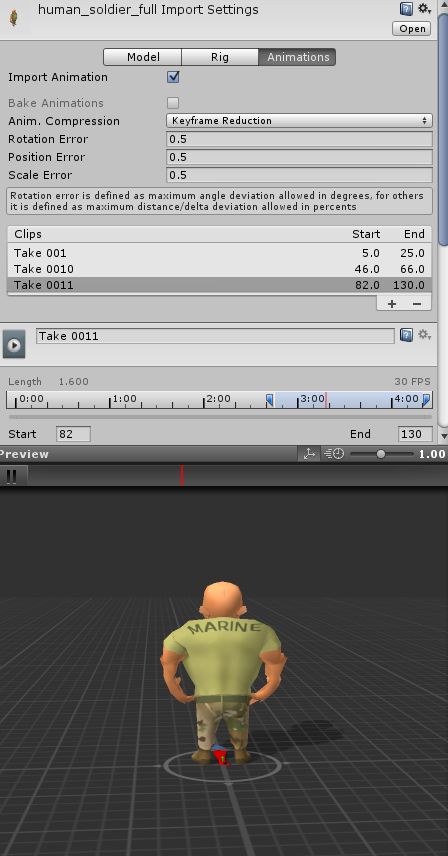 human_soldier_full Import Settings
Open
Model Rig Animations
Import Animation
Bake Animations
Anim. Compression Keyframe Reduction
Rotation Error 0.5
Position Error 0.5
Scale Error 0.5
Rotation error is defined as maximum angle deviation allowed in degrees, for others
it is defined as maximum distance/delta deviation allowed in percents
Clips Start End
Take 001 5.0 25.0
Take 0010 46.0 66.0
Take 0011 82.0 130.0
+ −
Take 0011
Length 1.600 30 FPS
0:00 1:00 2:00 3:00 4:00
Start 82 End 130
Preview 1.00
MARINE